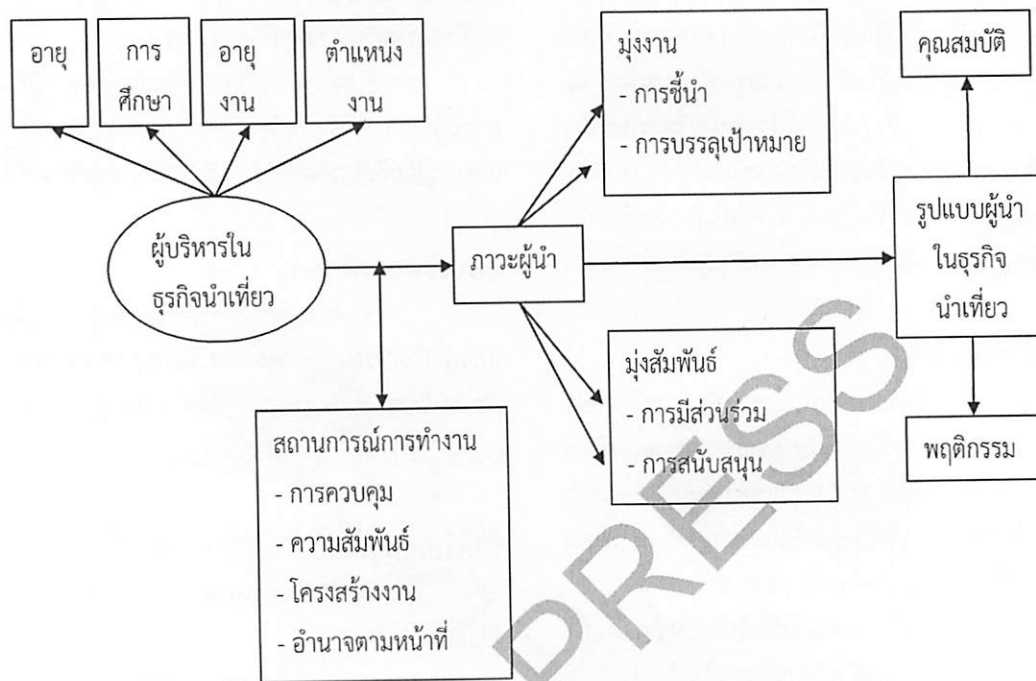 อายุ
การ
ศึกษา
อายุ
งาน
ตำแหน่ง
งาน
ผู้บริหารใน
ธุรกิจนำเที่ยว
สถานการณ์การทำงาน
- การควบคุม
- ความสัมพันธ์
- โครงสร้างงาน
- อำนาจตามหน้าที่
ภาวะผู้นำ
มุ่งงาน
- การชี้นำ
- การบรรลุเป้าหมาย
มุ่งสัมพันธ์
- การมีส่วนร่วม
- การสนับสนุน
คุณสมบัติ
รูปแบบผู้นำ
ในธุรกิจ
นำเที่ยว
พฤติกรรม
PRESS